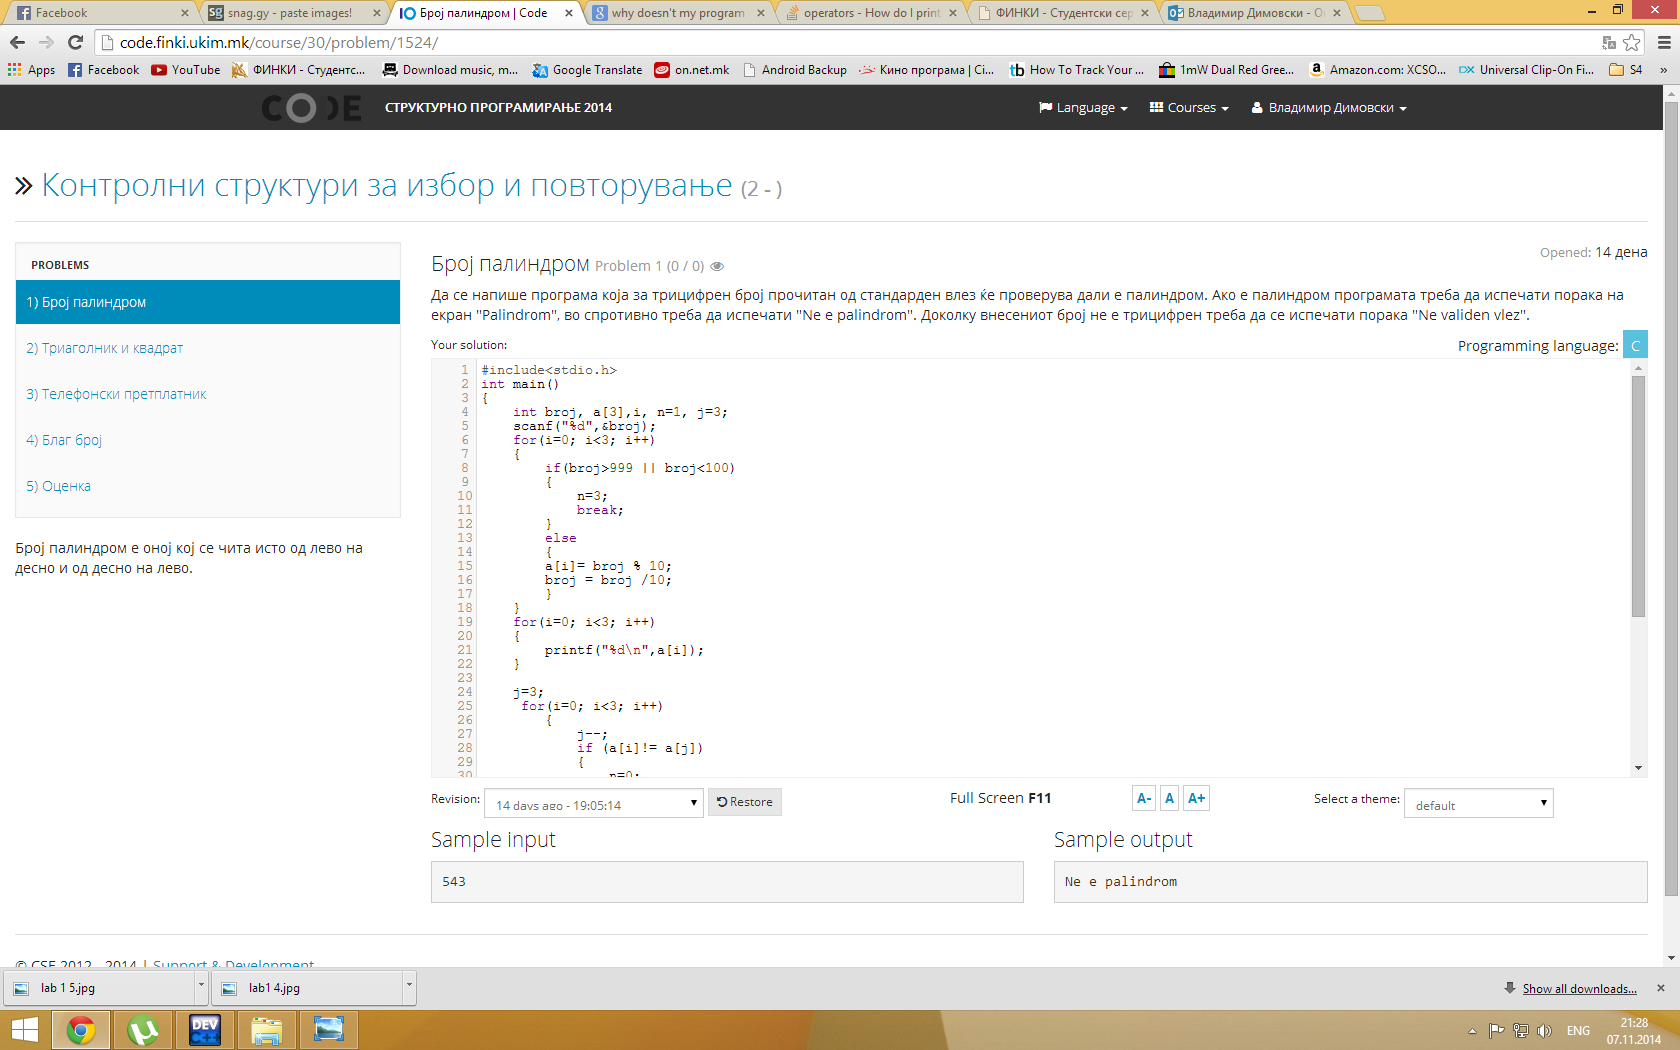 Facebook
snag.gy - paste images!
Број палиндром | Code
why doesn't my program
operators - How do I print
ФИНКИ - Студентски сер
Владимир Димовски - Ou
code.finki.ukim.mk/course/30/problem/1524/
Apps
Facebook
YouTube
ФИНКИ - Студентс...
Download music, m...
Google Translate
on.net.mk
Android Backup
Кино програма | Ci...
How To Track Your ...
1mW Dual Red Gree...
Amazon.com: XCSO...
Universal Clip-On Fi...
S4
»
CODE
СТРУКТУРНО ПРОГРАМИРАЊЕ 2014
Language
Courses
Владимир Димовски
Контролни структури за избор и повторување (2 - )
PROBLEMS
1) Број палиндром
2) Триаголник и квадрат
3) Телефонски претплатник
4) Благ број
5) Оценка
Број палиндром е оној кој се чита исто од лево на
десно и од десно на лево.
Број палиндром Problem 1 (0 / 0)
Opened: 14 дена
Да се напише програма која за трицифрен број прочитан од стандарден влез ќе проверува дали е палиндром. Ако е палиндром програмата треба да испечати порака на
екран "Palindrom", во спротивно треба да испечати "Ne e palindrom". Доколку внесениот број не е трицифрен треба да се испечати порака "Ne validen vlez".
Your solution:
Programming language: C
1 #include<stdio.h>
2 int main()
3 {
4 int broj, a[3],i, n=1, j=3;
5 scanf("%d",&broj);
6 for(i=0; i<3; i++)
7 {
8 if(broj>999 || broj<100)
9 {
10 n=3;
11 break;
12 }
13 else
14 {
15 a[i]= broj % 10;
16 broj = broj /10;
17 }
18 }
19 for(i=0; i<3; i++)
20 {
21 printf("%d\n",a[i]);
22 }
23
24 j=3;
25 for(i=0; i<3; i++)
26 {
27 j--;
28 if (a[i]!= a[j])
29 {
30 n=0;
Revision:
14 days ago - 19:05:14
Restore
Full Screen F11
A-
A
A+
Select a theme:
default
Sample input
Sample output
543
Ne e palindrom
© CSE 2012 - 2014 | Support & Development
lab 1 5.jpg
lab1 4.jpg
Show all downloads...
DEV C++
ENG
21:28
07.11.2014